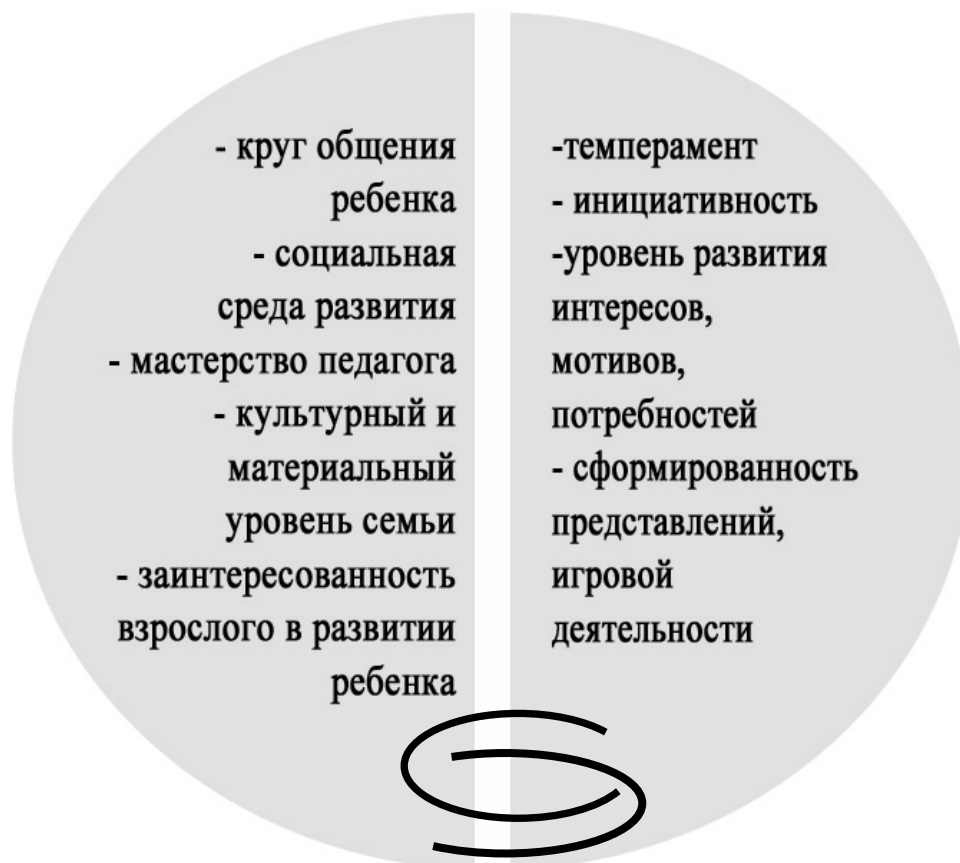 - круг общения
ребенка
- социальная
среда развития
- мастерство педагога
- культурный и
материальный
уровень семьи
- заинтересованность
взрослого в развитии
ребенка
-темперамент
- инициативность
-уровень развития
интересов,
мотивов,
потребностей
- сформированность
представлений,
игровой
деятельности